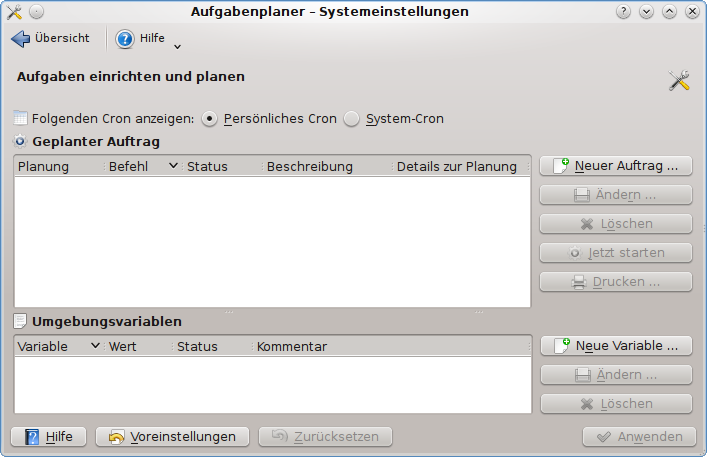 Aufgabenplaner – Systemeinstellungen
Übersicht Hilfe
Aufgaben einrichten und planen
Folgenden Cron anzeigen: Persönliches Cron System-Cron
Geplanter Auftrag
Planung Befehl Status Beschreibung Details zur Planung
Neuer Auftrag ...
Ändern ...
Löschen
Jetzt starten
Drucken ...
Umgebungsvariablen
Variable Wert Status Kommentar
Neue Variable ...
Ändern ...
Löschen
Hilfe Voreinstellungen Zurücksetzen Anwenden